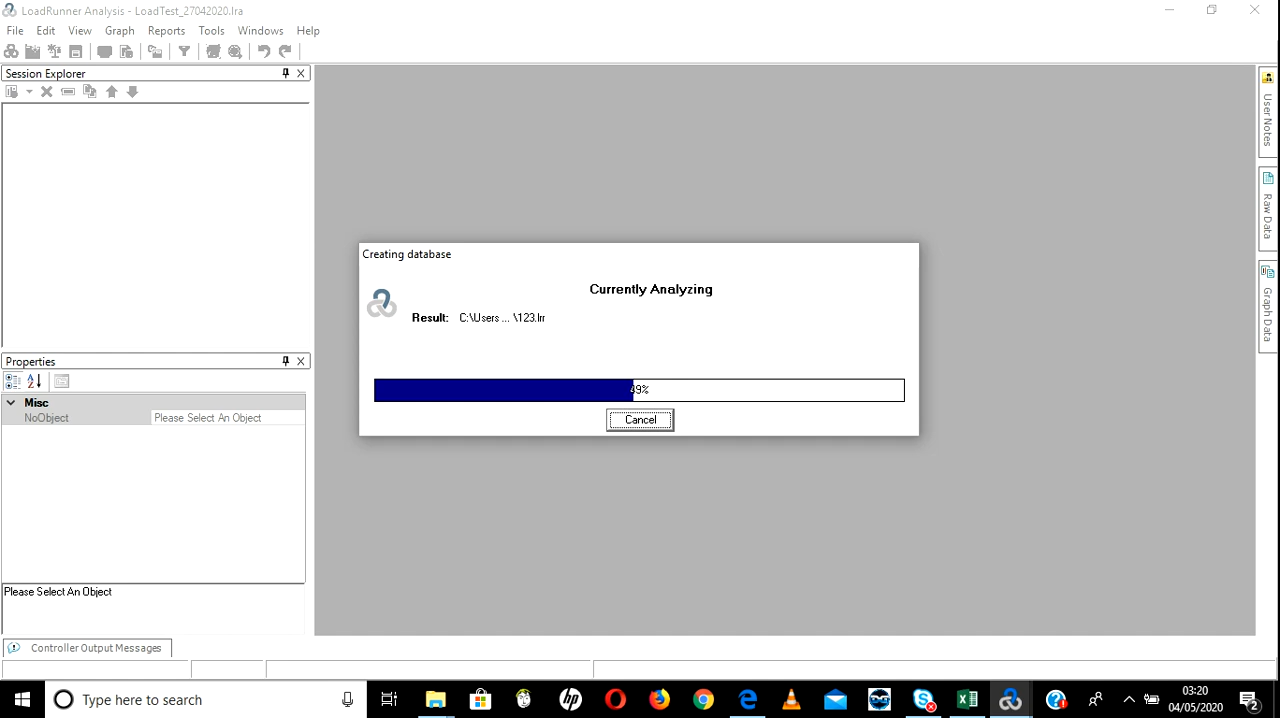 LoadRunner Analysis - LoadTest_27042020.lra
File Edit View Graph Reports Tools Windows Help
Session Explorer
User Notes
Raw Data
Graph Data
Creating database
Currently Analyzing
Result: C:\Users ... \123.lrr
49%
Cancel
Properties
Misc
NoObject Please Select An Object
Please Select An Object
Controller Output Messages
Type here to search
03:20
04/05/2020
2